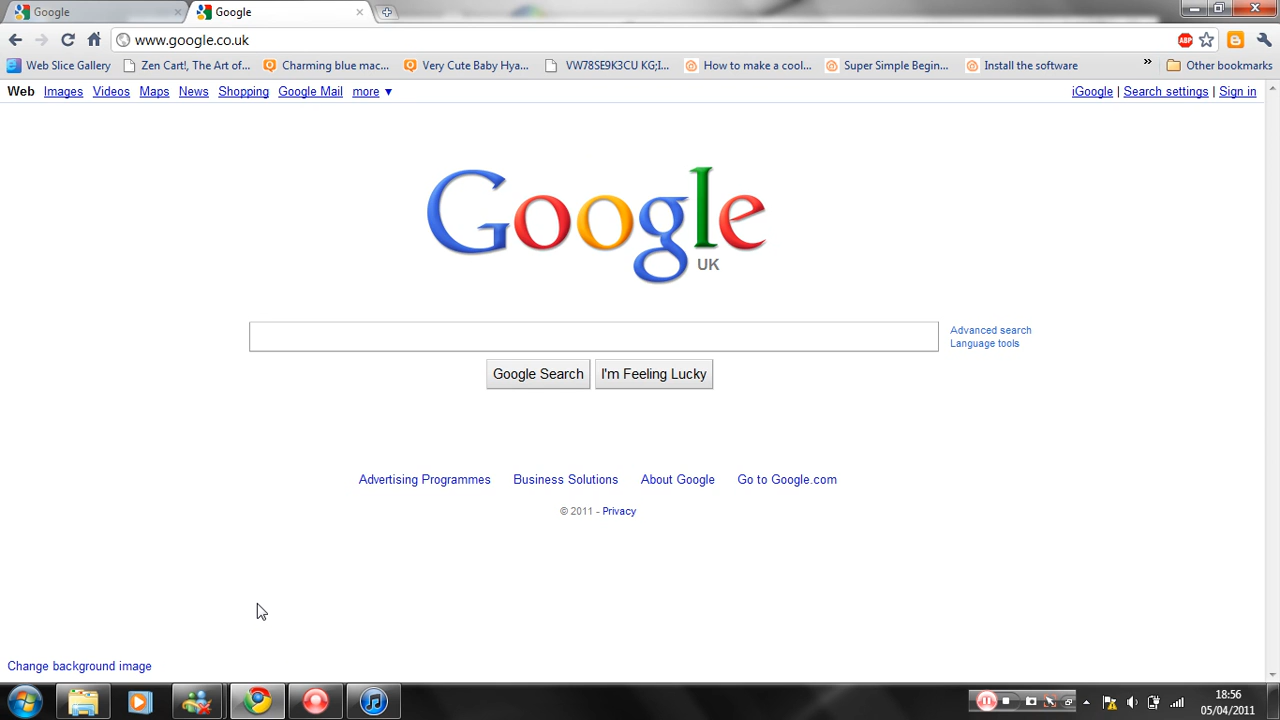 Google
Google
www.google.co.uk
ABP
Web Slice Gallery
Zen Cart!, The Art of...
Charming blue mac...
Very Cute Baby Hya...
VW78SE9K3CU KG;I...
How to make a cool...
Super Simple Begin...
Install the software
»
Other bookmarks
Web Images Videos Maps News Shopping Google Mail more ▼
iGoogle | Search settings | Sign in
Google
UK
Advanced search
Language tools
Google Search
I'm Feeling Lucky
Advertising Programmes
Business Solutions
About Google
Go to Google.com
© 2011 - Privacy
Change background image
18:56
05/04/2011